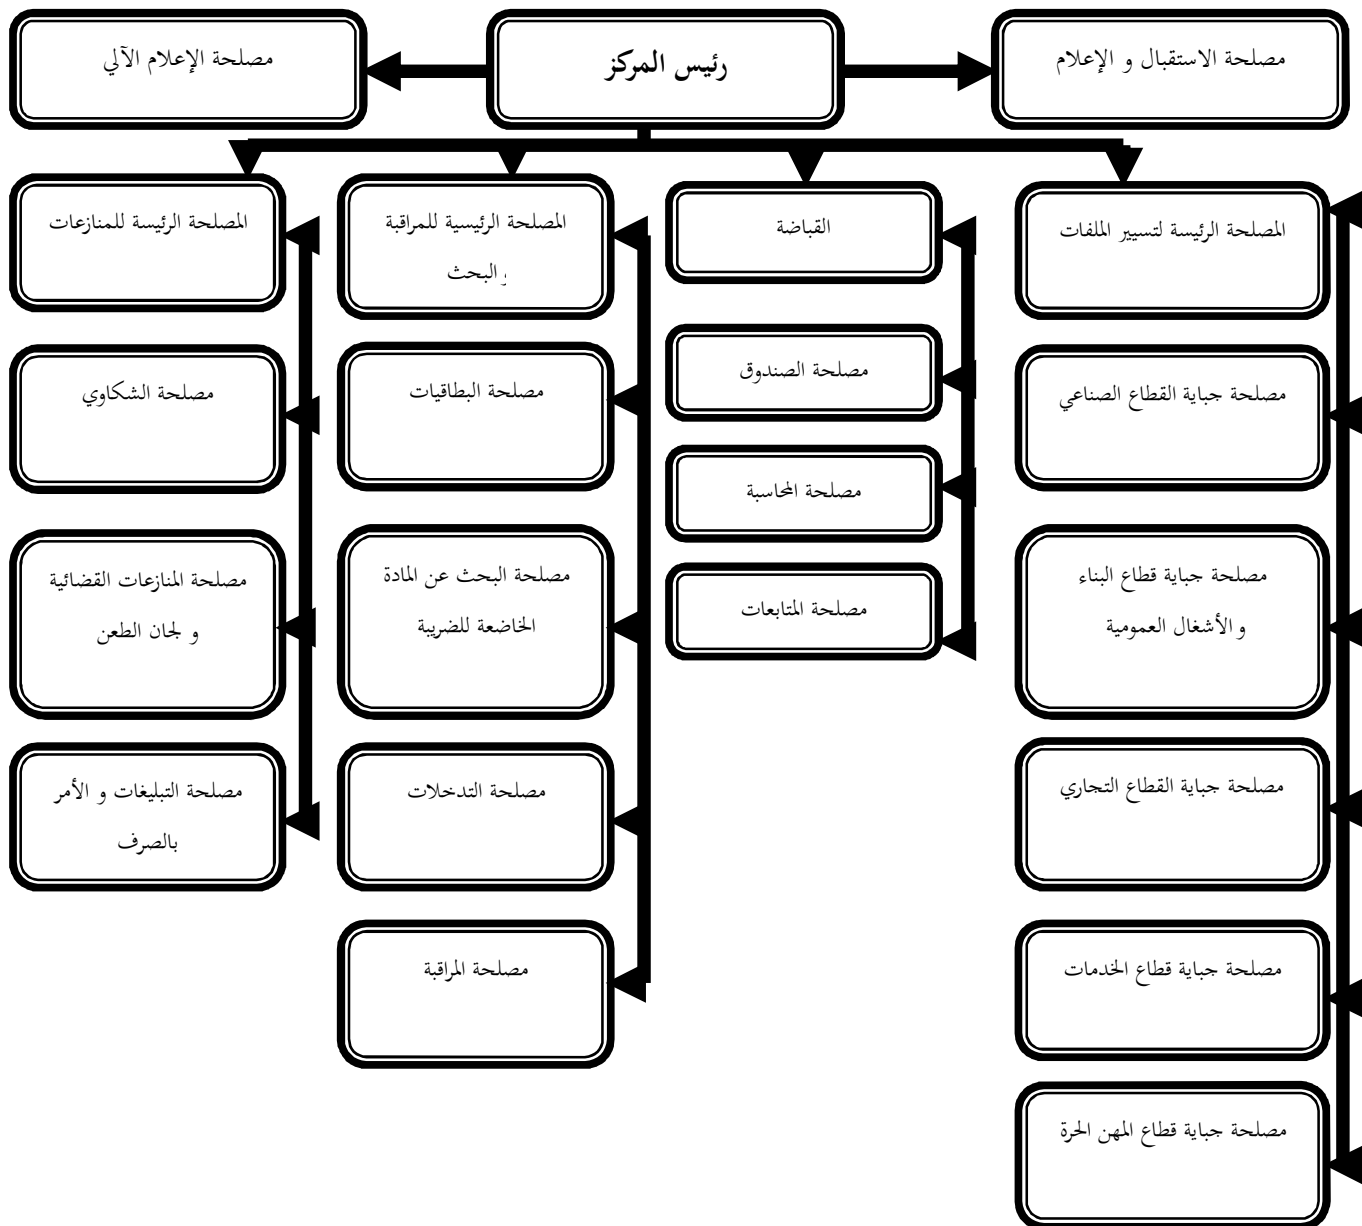 مصلحة الاستقبال و الإعلام
رئيس المركز
مصلحة الإعلام الآلي
المصلحة الرئيسة لتسيير الملفات
مصلحة جباية القطاع الصناعي
مصلحة جباية قطاع البناء
و الأشغال العمومية
مصلحة جباية القطاع التجاري
مصلحة جباية قطاع الخدمات
مصلحة جباية قطاع المهن الحرة
القباضة
مصلحة الصندوق
مصلحة المحاسبة
مصلحة المتابعات
المصلحة الرئيسية للمراقبة
و البحث
مصلحة البطاقيات
مصلحة البحث عن المادة
الخاضعة للضريبة
مصلحة التدخلات
مصلحة المراقبة
المصلحة الرئيسة للمنازعات
مصلحة الشكاوي
مصلحة المنازعات القضائية
و لجان الطعن
مصلحة التبليغات و الأمر
بالصرف